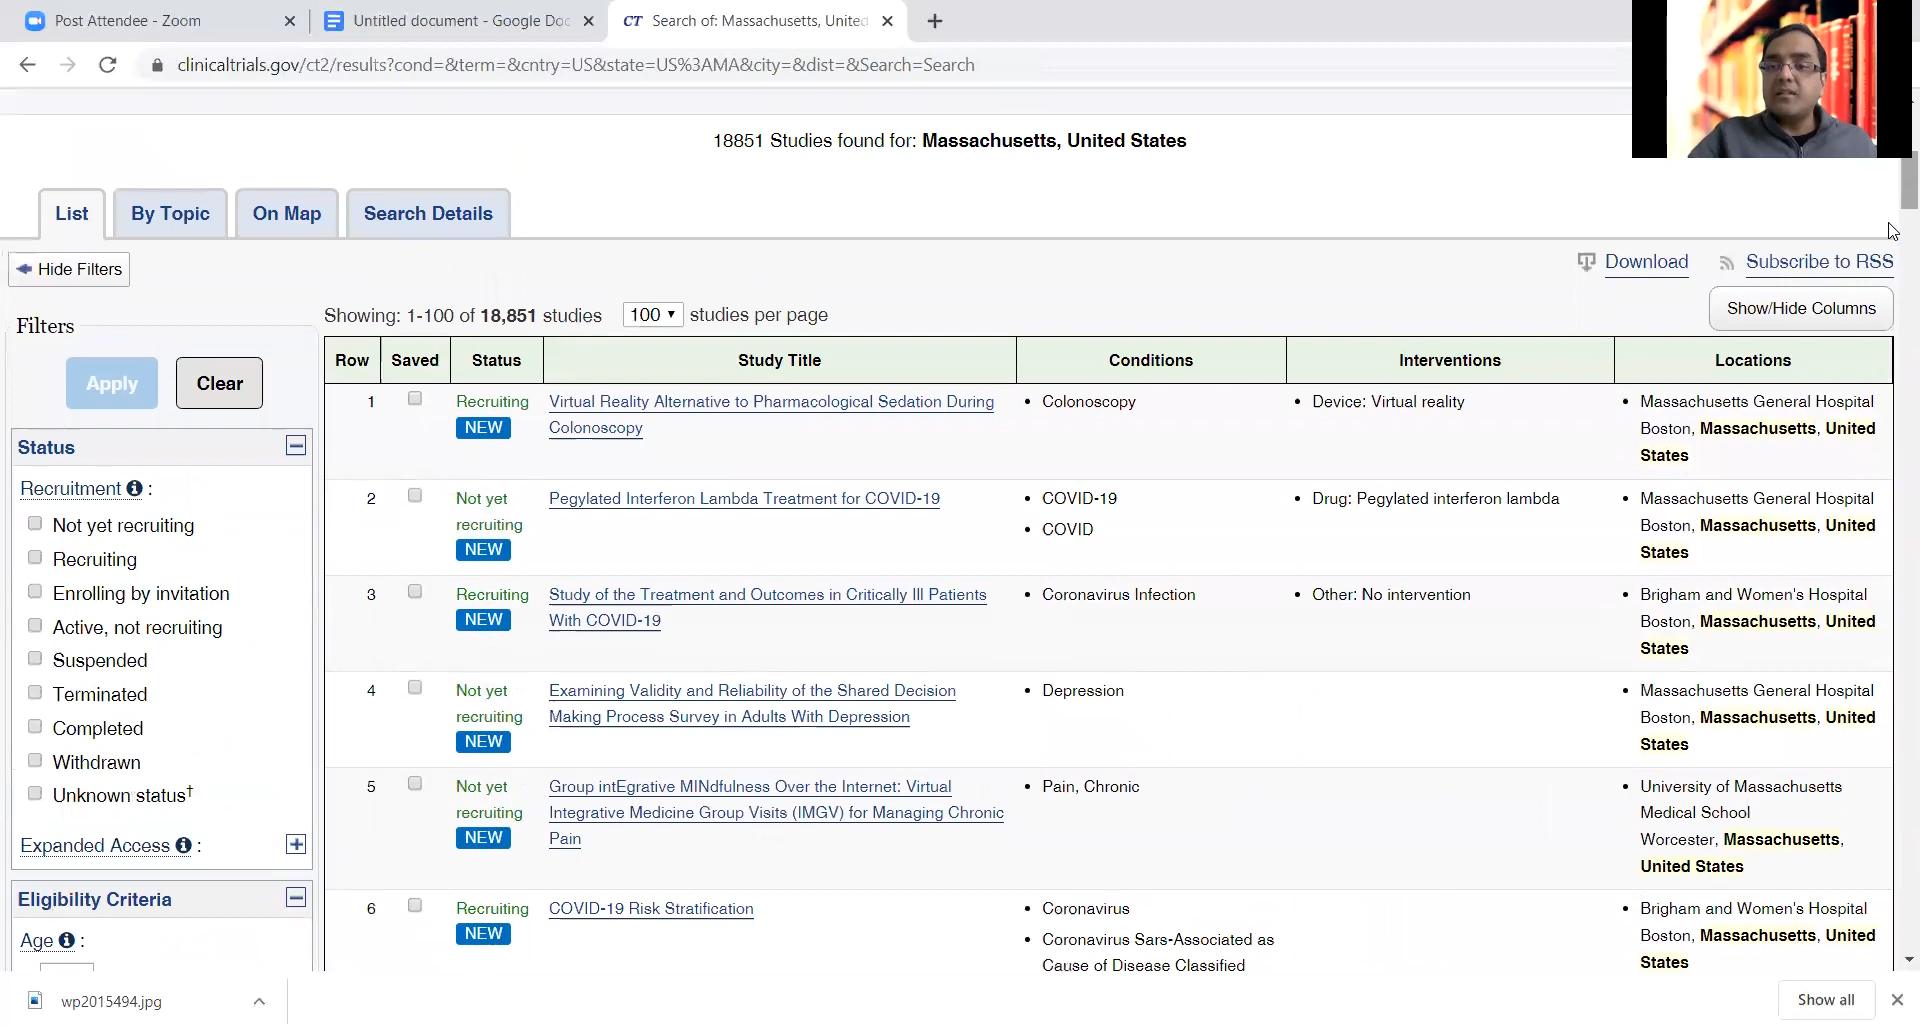 Post Attendee - Zoom
Untitled document - Google Doc
CT Search of: Massachusetts, United
clinicaltrials.gov/ct2/results?cond=&term=&cntry=US&state=US%3AMA&city=&dist=&Search=Search
18851 Studies found for: Massachusetts, United States
List
By Topic
On Map
Search Details
Hide Filters
Download
Subscribe to RSS
Showing: 1-100 of 18,851 studies
100
studies per page
Show/Hide Columns
Filters
Apply
Clear
Status
Recruitment :
Not yet recruiting
Recruiting
Enrolling by invitation
Active, not recruiting
Suspended
Terminated
Completed
Withdrawn
Unknown status†
Expanded Access :
Eligibility Criteria
Age :
Row Saved Status Study Title Conditions Interventions Locations
1
Recruiting
NEW
Virtual Reality Alternative to Pharmacological Sedation During
Colonoscopy
• Colonoscopy
• Device: Virtual reality
• Massachusetts General Hospital
Boston, Massachusetts, United
States
2
Not yet
recruiting
NEW
Pegylated Interferon Lambda Treatment for COVID-19
• COVID-19
• COVID
• Drug: Pegylated interferon lambda
• Massachusetts General Hospital
Boston, Massachusetts, United
States
3
Recruiting
NEW
Study of the Treatment and Outcomes in Critically Ill Patients
With COVID-19
• Coronavirus Infection
• Other: No intervention
• Brigham and Women's Hospital
Boston, Massachusetts, United
States
4
Not yet
recruiting
NEW
Examining Validity and Reliability of the Shared Decision
Making Process Survey in Adults With Depression
• Depression
• Massachusetts General Hospital
Boston, Massachusetts, United
States
5
Not yet
recruiting
NEW
Group intEgrative MINdfulness Over the Internet: Virtual
Integrative Medicine Group Visits (IMGV) for Managing Chronic
Pain
• Pain, Chronic
• University of Massachusetts
Medical School
Worcester, Massachusetts,
United States
6
Recruiting
NEW
COVID-19 Risk Stratification
• Coronavirus
• Coronavirus Sars-Associated as
Cause of Disease Classified
• Brigham and Women's Hospital
Boston, Massachusetts, United
States
wp2015494.jpg
Show all